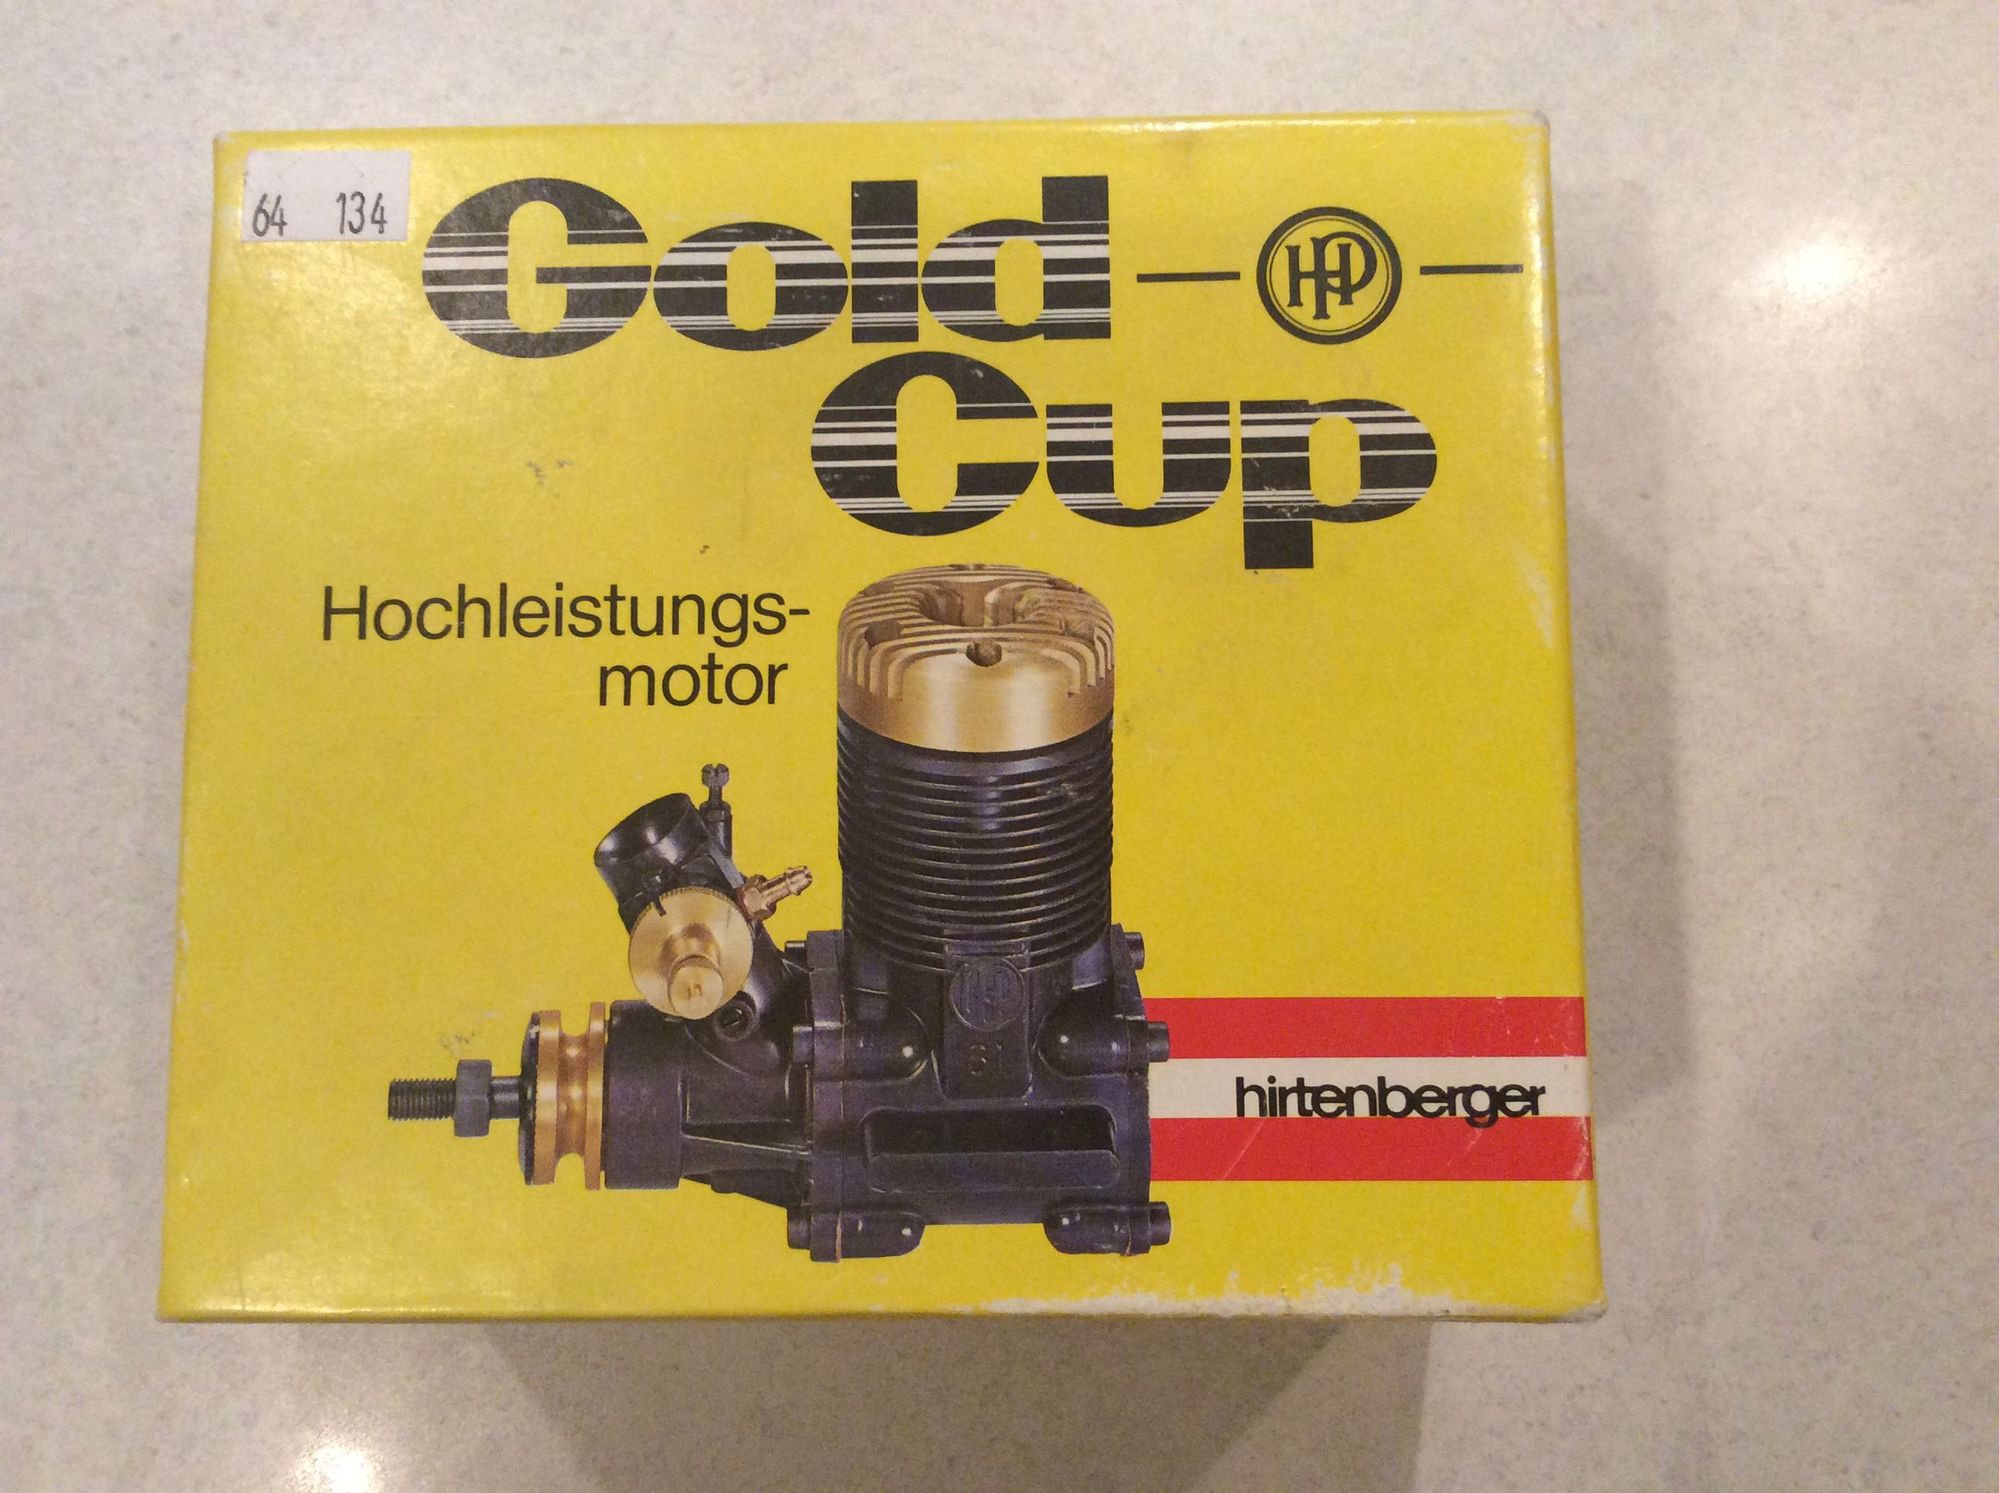 64 134
Gold
HP
Cup
Hochleistungs-
motor
HP
61
hirtenberger